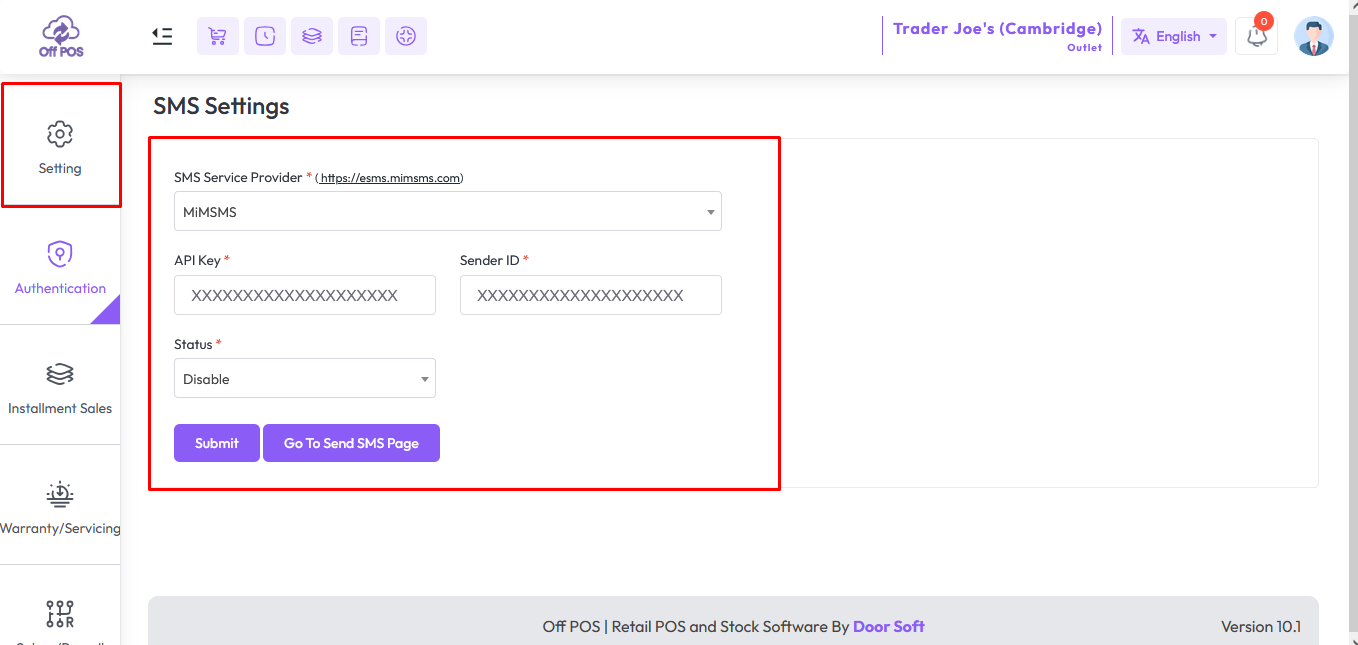 Off POS
Trader Joe's (Cambridge)
Outlet
English
0
Setting
Authentication
Installment Sales
Warranty/Servicing
SMS Settings
SMS Service Provider * ( https://esms.mimsms.com)
MiMSMS
API Key *
Sender ID *
XXXXXXXXXXXXXXXXXXXX
XXXXXXXXXXXXXXXXXXXX
Status *
Disable
Submit
Go To Send SMS Page
Off POS | Retail POS and Stock Software By Door Soft
Version 10.1